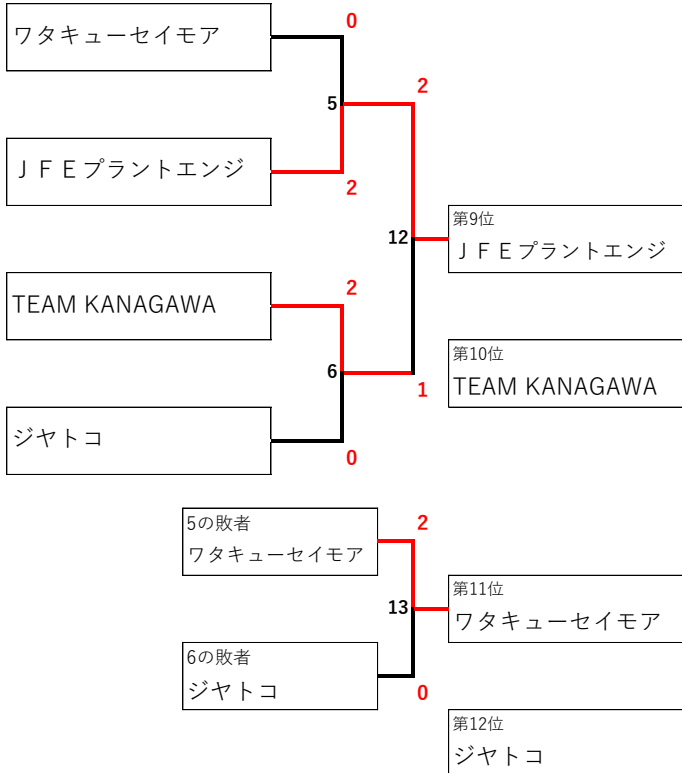 ワタキューセイモア
0
5
2
ＪＦＥプラントエンジ
2
12
第9位
ＪＦＥプラントエンジ
TEAM KANAGAWA
2
6
第10位
TEAM KANAGAWA
1
ジヤトコ
0
5の敗者
ワタキューセイモア
2
13
第11位
ワタキューセイモア
6の敗者
ジヤトコ
0
第12位
ジヤトコ